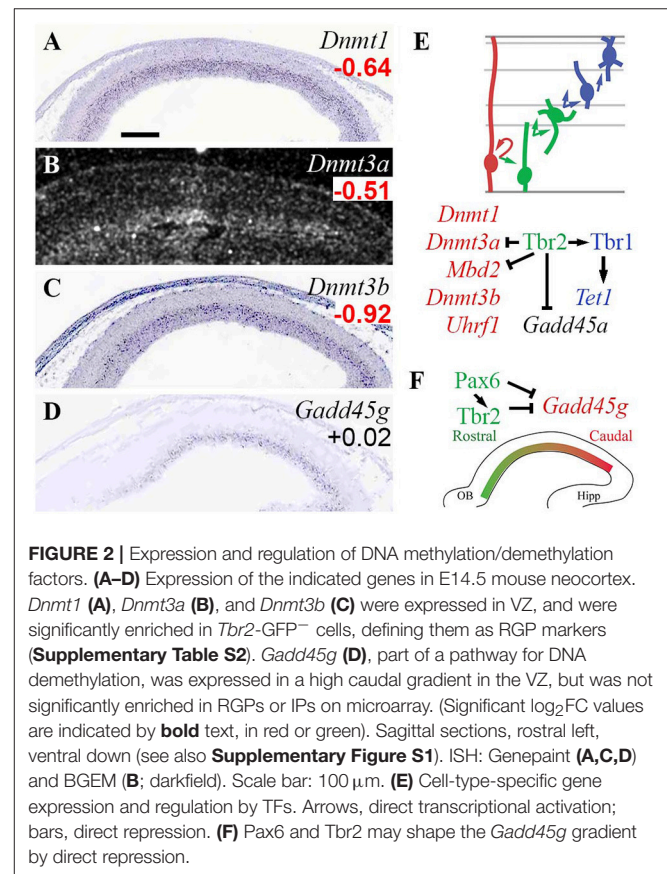 A
Dnmt1
-0.64
B
Dnmt3a
-0.51
C
Dnmt3b
-0.92
D
Gadd45g
+0.02
E
Dnmt1
Dnmt3a Tbr2 Tbr1
Mbd2
Dnmt3b Tet1
Uhrf1 Gadd45a
F
Pax6
Tbr2 Gadd45g
Rostral Caudal
OB Hipp
FIGURE 2 | Expression and regulation of DNA methylation/demethylation
factors. (A–D) Expression of the indicated genes in E14.5 mouse neocortex.
Dnmt1 (A), Dnmt3a (B), and Dnmt3b (C) were expressed in VZ, and were
significantly enriched in Tbr2-GFP− cells, defining them as RGP markers
(Supplementary Table S2). Gadd45g (D), part of a pathway for DNA
demethylation, was expressed in a high caudal gradient in the VZ, but was not
significantly enriched in RGPs or IPs on microarray. (Significant log₂FC values
are indicated by bold text, in red or green). Sagittal sections, rostral left,
ventral down (see also Supplementary Figure S1). ISH: Genepaint (A,C,D)
and BGEM (B; darkfield). Scale bar: 100 μm. (E) Cell-type-specific gene
expression and regulation by TFs. Arrows, direct transcriptional activation;
bars, direct repression. (F) Pax6 and Tbr2 may shape the Gadd45g gradient
by direct repression.